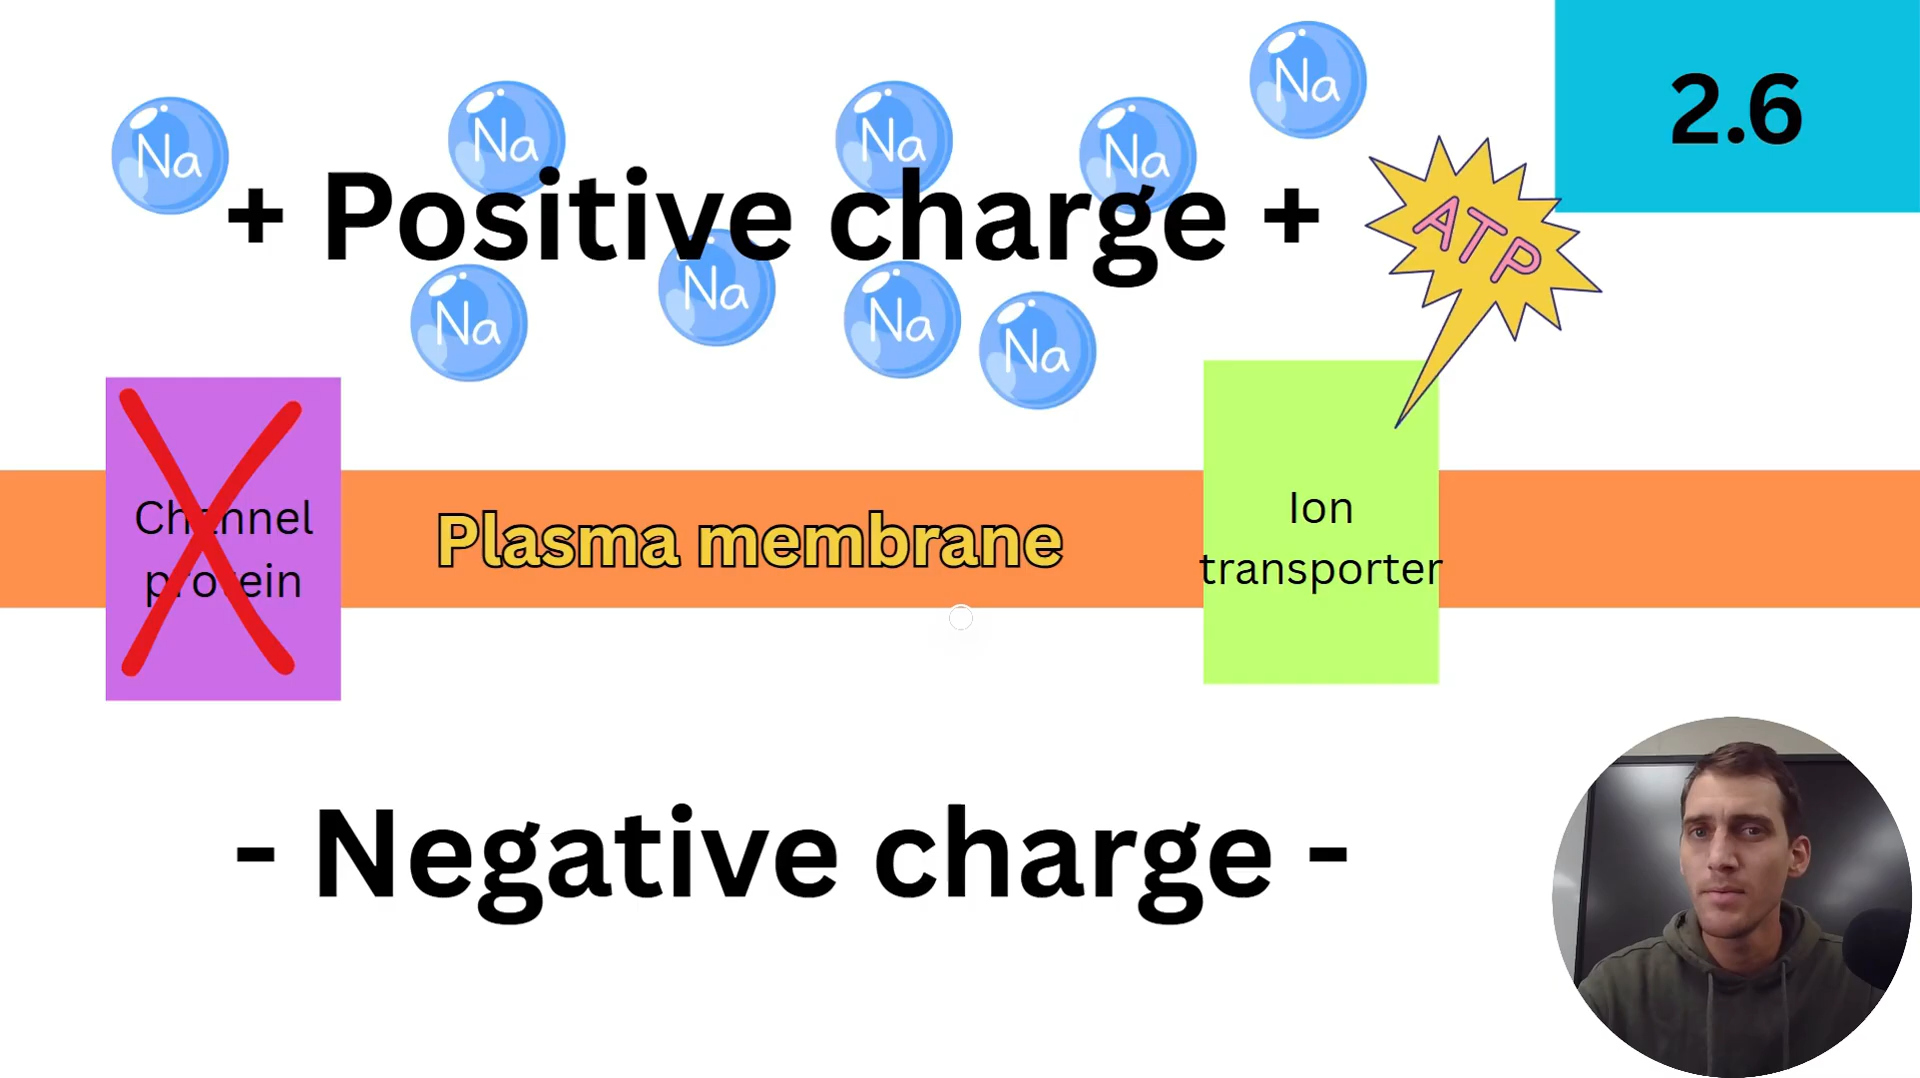 Na
Na
Na
Na
Na
2.6
+ Positive charge +
ATP
Na
Na
Na
Na
Channel
protein
Plasma membrane
Ion
transporter
- Negative charge -